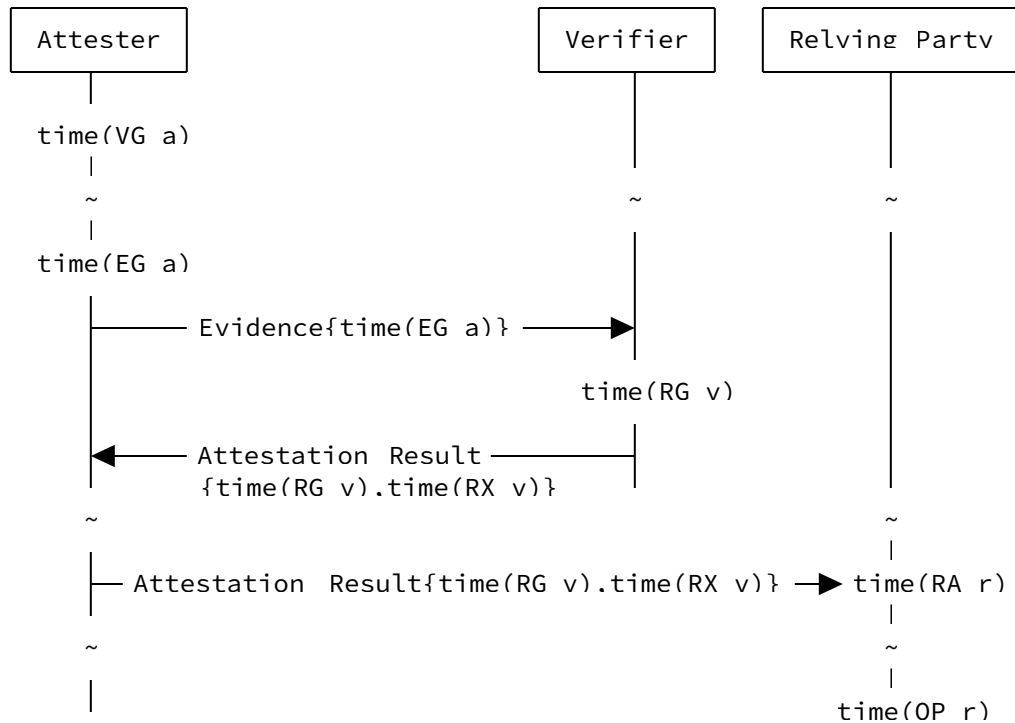 Attester Verifier Relying Party
time(VG_a)
~ ~ ~
time(EG_a)
Evidence{time(EG_a)}
time(RG_v)
Attestation Result
{time(RG_v),time(RX_v)}
~ ~
Attestation Result{time(RG_v),time(RX_v)} time(RA_r)
~ ~
time(OP_r)